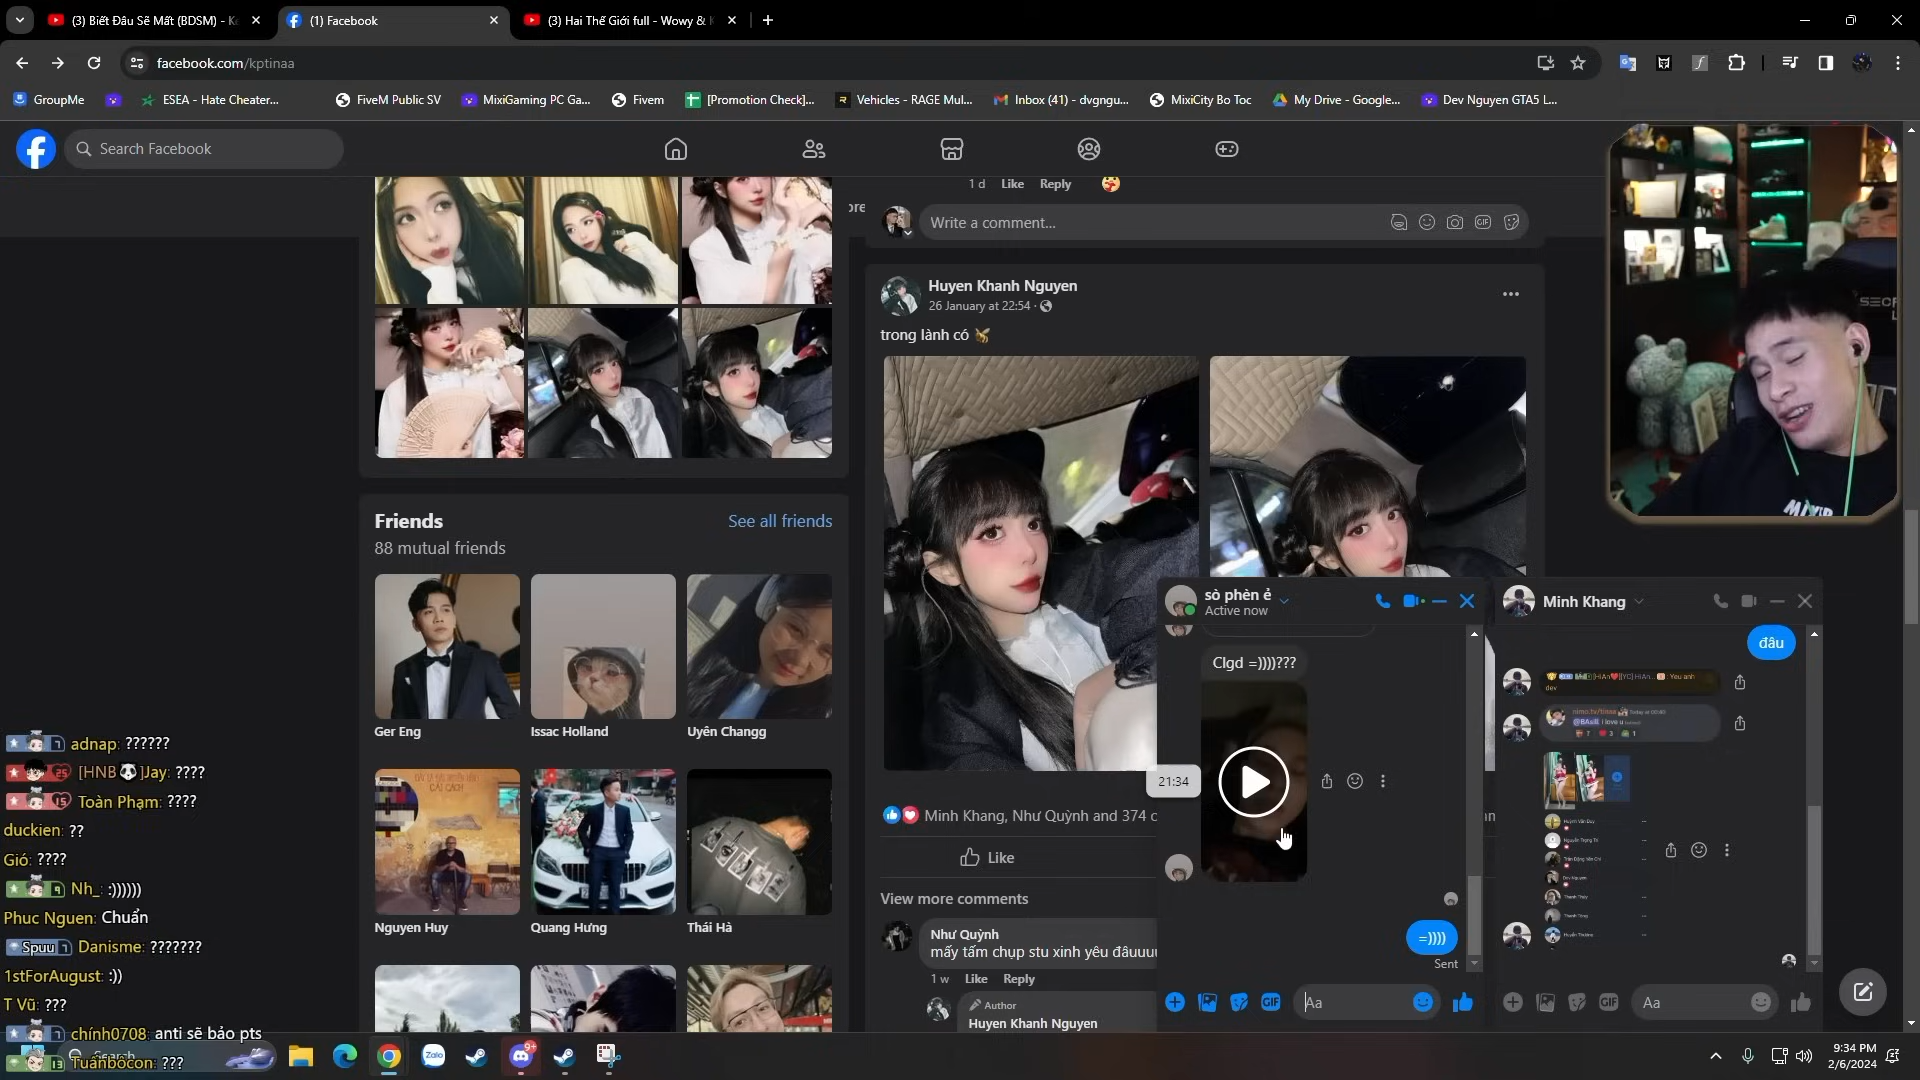 (3) Biết Đâu Sẽ Mất (BDSM) - K
(1) Facebook
(3) Hai Thế Giới full - Wowy &
facebook.com/kptinaa
GroupMe
ESEA - Hate Cheater...
FiveM Public SV
MixiGaming PC Ga...
Fivem
[Promotion Check]...
Vehicles - RAGE Mul...
Inbox (41) - dvgngu...
MixiCity Bo Toc
My Drive - Google...
Dev Nguyen GTA5 L...
Search Facebook
1 d Like Reply
Write a comment...
Huyen Khanh Nguyen
26 January at 22:54 ·
trong lành có
Friends
See all friends
88 mutual friends
Ger Eng
Issac Holland
Uyên Changg
Nguyen Huy
Quang Hưng
Thái Hà
Minh Khang, Như Quỳnh and 374
Like
View more comments
Như Quỳnh
mấy tấm chụp stu xinh yêu đâuuu
1 w Like Reply
Author
Huyen Khanh Nguyen
sò phèn ẻ
Active now
Clgd =))))???
21:34
=))))
Sent
Aa
Minh Khang
đâu
Aa
adnap: ??????
[HNB🐼]Jay: ????
Toàn Phạm: ????
duckien: ??
Gió: ????
Nh_: :))))))
Phuc Nguen: Chuẩn
Spuu Danisme: ???????
1stForAugust: :))
T Vũ: ???
chính0708: anti sẽ bảo pts
Tuấnbôcon: ???
Zalo
9:34 PM
2/6/2024